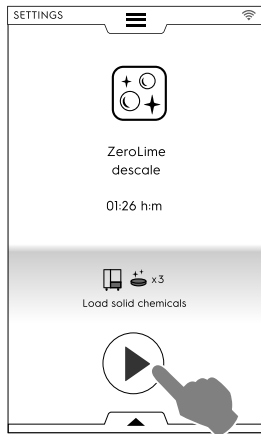 SETTINGS
ZeroLime
descale
01:26 h:m
x3
Load solid chemicals